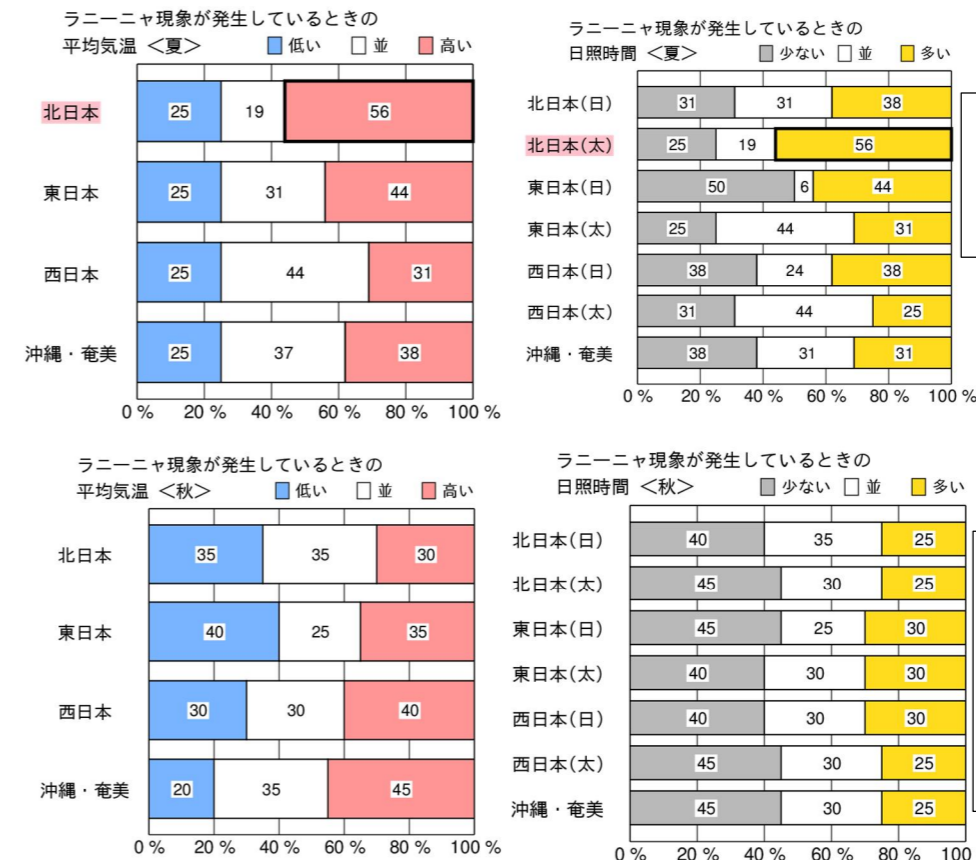 ラニーニャ現象が発生しているときの
平均気温 ＜夏＞ 低い 並 高い
北日本 25 19 56
東日本 25 31 44
西日本 25 44 31
沖縄・奄美 25 37 38
0 % 20 % 40 % 60 % 80 % 100 %
ラニーニャ現象が発生しているときの
日照時間 ＜夏＞ 少ない 並 多い
北日本(日) 31 31 38
北日本(太) 25 19 56
東日本(日) 50 6 44
東日本(太) 25 44 31
西日本(日) 38 24 38
西日本(太) 31 44 25
沖縄・奄美 38 31 31
0 % 20 % 40 % 60 % 80 % 100 %
ラニーニャ現象が発生しているときの
平均気温 ＜秋＞ 低い 並 高い
北日本 35 35 30
東日本 40 25 35
西日本 30 30 40
沖縄・奄美 20 35 45
0 % 20 % 40 % 60 % 80 % 100 %
ラニーニャ現象が発生しているときの
日照時間 ＜秋＞ 少ない 並 多い
北日本(日) 40 35 25
北日本(太) 45 30 25
東日本(日) 45 25 30
東日本(太) 40 30 30
西日本(日) 40 30 30
西日本(太) 45 30 25
沖縄・奄美 45 30 25
0 % 20 % 40 % 60 % 80 % 100